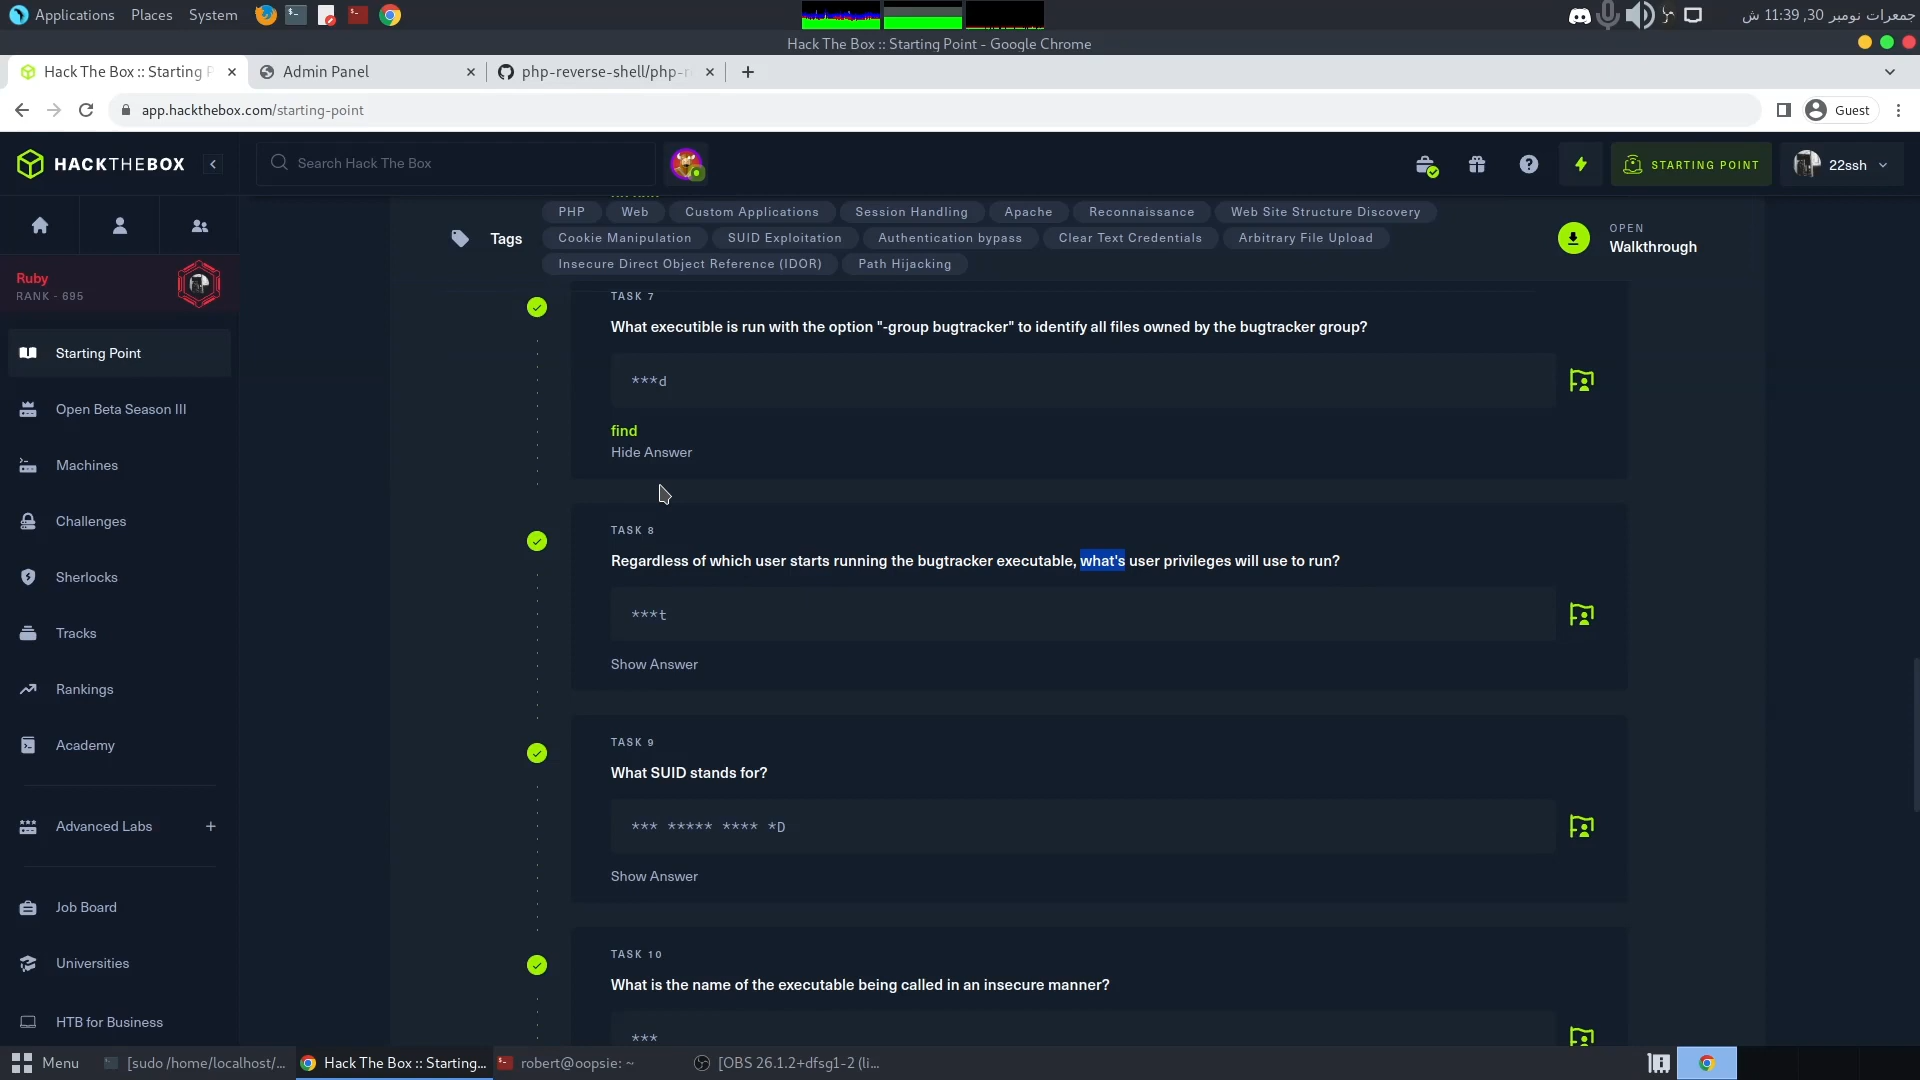 Applications Places System
جمعرات نومبر 30, 11:39 ش
Hack The Box :: Starting Point - Google Chrome
Hack The Box :: Starting P
Admin Panel
php-reverse-shell/php-r
app.hackthebox.com/starting-point
Guest
HACKTHEBOX
Search Hack The Box
STARTING POINT
22ssh
Ruby
RANK - 695
Starting Point
Open Beta Season III
Machines
Challenges
Sherlocks
Tracks
Rankings
Academy
Advanced Labs +
Job Board
Universities
HTB for Business
Tags
PHP Web Custom Applications Session Handling Apache Reconnaissance Web Site Structure Discovery
Cookie Manipulation SUID Exploitation Authentication bypass Clear Text Credentials Arbitrary File Upload
Insecure Direct Object Reference (IDOR) Path Hijacking
OPEN
Walkthrough
TASK 7
What executible is run with the option "-group bugtracker" to identify all files owned by the bugtracker group?
***d
find
Hide Answer
TASK 8
Regardless of which user starts running the bugtracker executable, what's user privileges will use to run?
***t
Show Answer
TASK 9
What SUID stands for?
*** ***** **** *D
Show Answer
TASK 10
What is the name of the executable being called in an insecure manner?
***
Menu
[sudo /home/localhost/...
Hack The Box :: Starting...
robert@oopsie: ~
[OBS 26.1.2+dfsg1-2 (li...